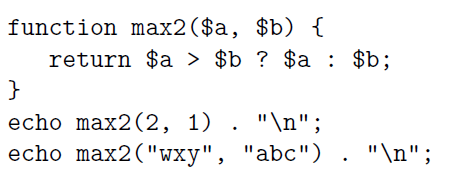 function max2($a, $b) {
   return $a > $b ? $a : $b;
}
echo max2(2, 1) . "\n";
echo max2("wxy", "abc") . "\n";